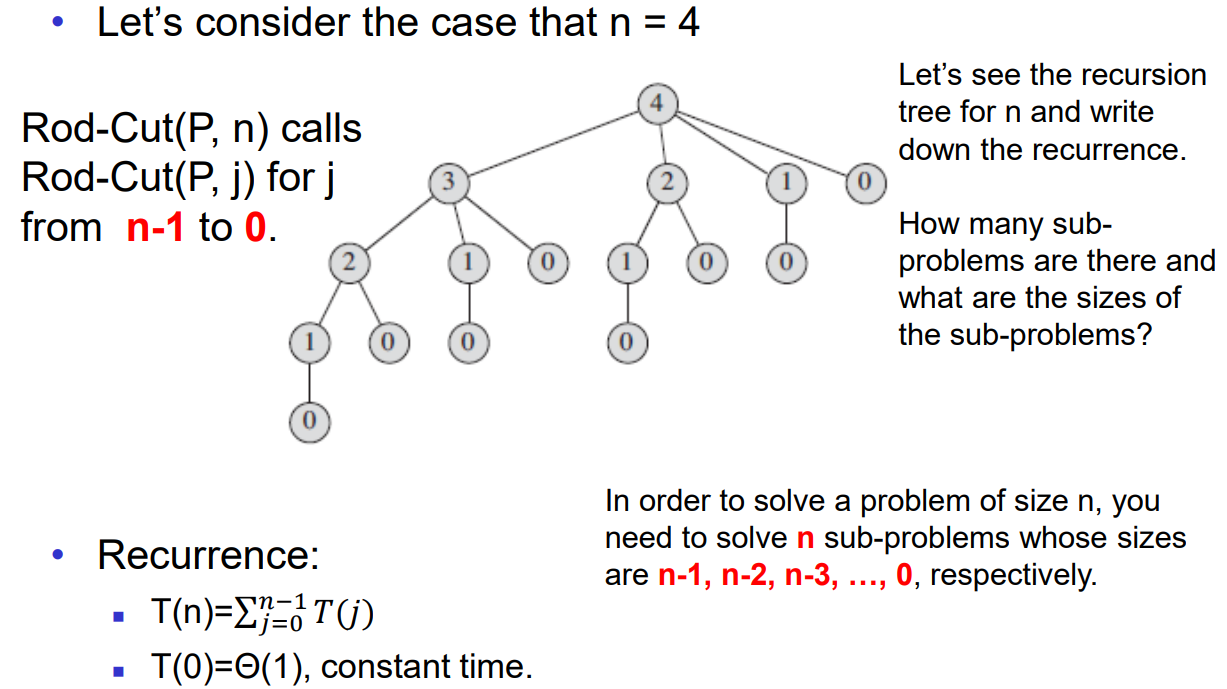 • Let's consider the case that n = 4
Let's see the recursion
tree for n and write
down the recurrence.
Rod-Cut(P, n) calls
Rod-Cut(P, j) for j
from n-1 to 0.
How many sub-
problems are there and
what are the sizes of
the sub-problems?
4
3 2 1 0
2 1 0 1 0 0
1 0 0 0
0
In order to solve a problem of size n, you
need to solve n sub-problems whose sizes
are n-1, n-2, n-3, …, 0, respectively.
• Recurrence:
▪ T(n)=∑_{j=0}^{n−1} T(j)
▪ T(0)=Θ(1), constant time.